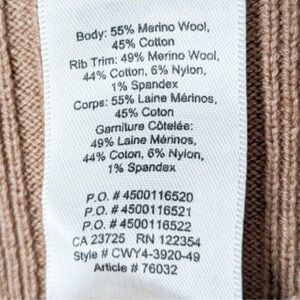 Body: 55% Merino Wool,
45% Cotton
Rib Trim: 49% Merino Wool,
44% Cotton, 6% Nylon,
1% Spandex
Corps: 55% Laine Mérinos,
45% Coton
Garniture Côtelée:
49% Laine Mérinos,
44% Coton, 6% Nylon,
1% Spandex
P.O. # 4500116520
P.O. # 4500116521
P.O. # 4500116522
CA 23725 RN 122354
Style # CWY4-3920-49
Article # 76032